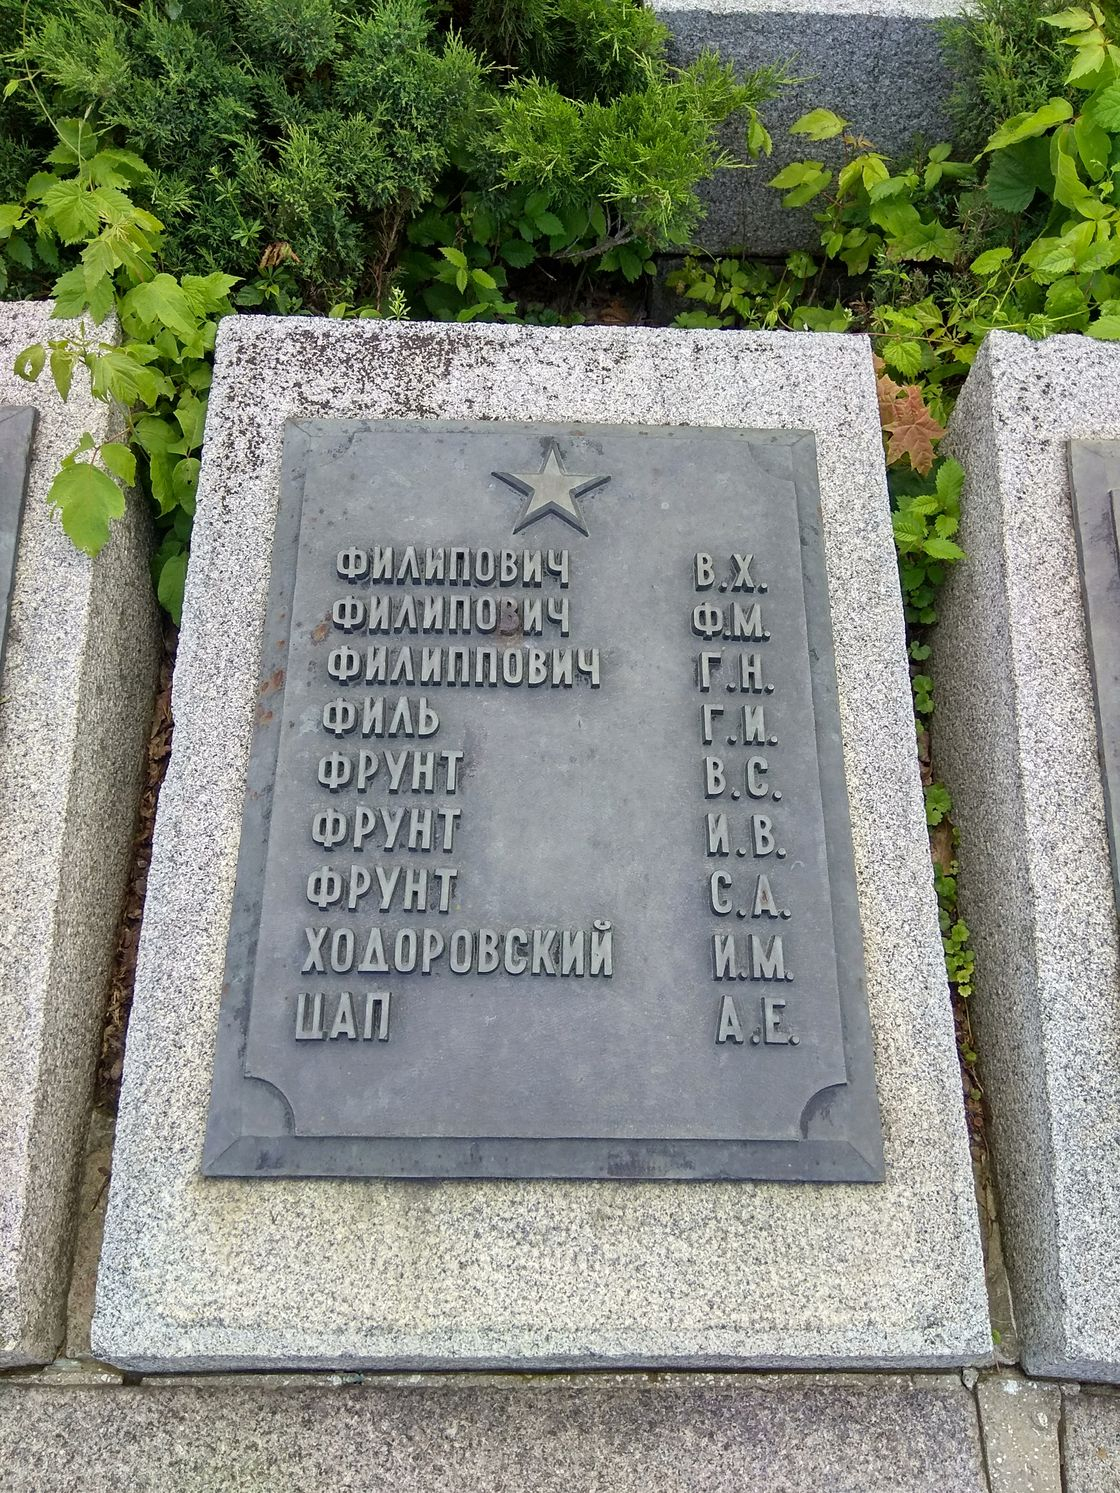 ФИЛИПОВИЧ В.Х.
ФИЛИПОВИЧ Ф.М.
ФИЛИППОВИЧ Г.Н.
ФИЛЬ Г.И.
ФРУНТ В.С.
ФРУНТ И.В.
ФРУНТ С.А.
ХОДОРОВСКИЙ И.М.
ЦАП А.Е.